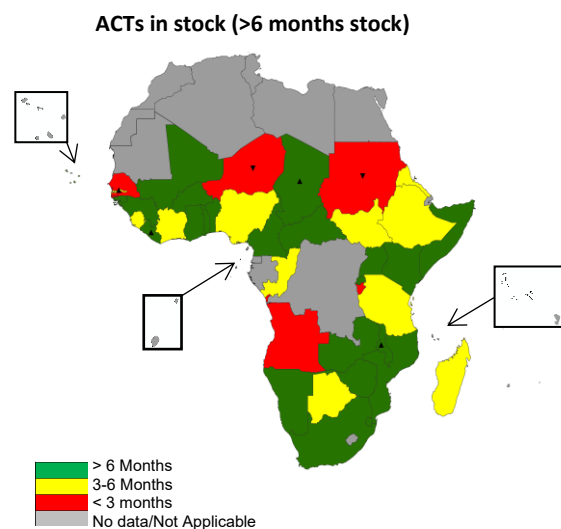 ACTs in stock (>6 months stock)
> 6 Months
3-6 Months
< 3 months
No data/Not Applicable